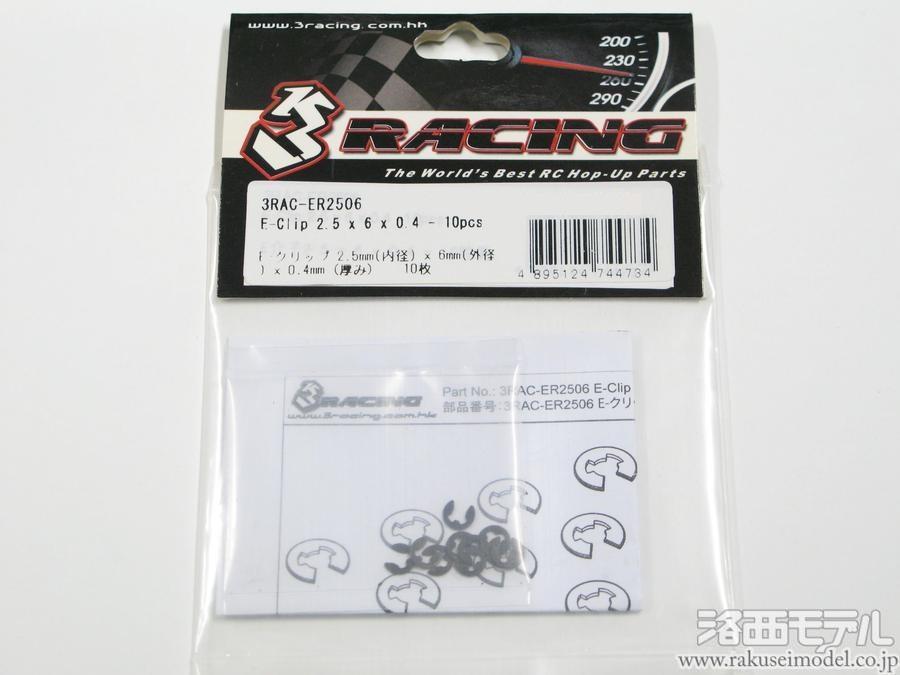 www.3racing.com.hk
200
230
260
290
3 RACING
The World's Best RC Hop-Up Parts
3RAC-ER2506
E-Clip 2.5 x 6 x 0.4 - 10pcs
E-クリップ 2.5mm(内径) x 6mm(外径
) x 0.4mm (厚み) 10枚
4 895124 744734
3RACING
www.3racing.com.hk
Part No.: 3RAC-ER2506 E-Clip
部品番号: 3RAC-ER2506 E-クリ
洛西モデル
www.rakuseimodel.co.jp